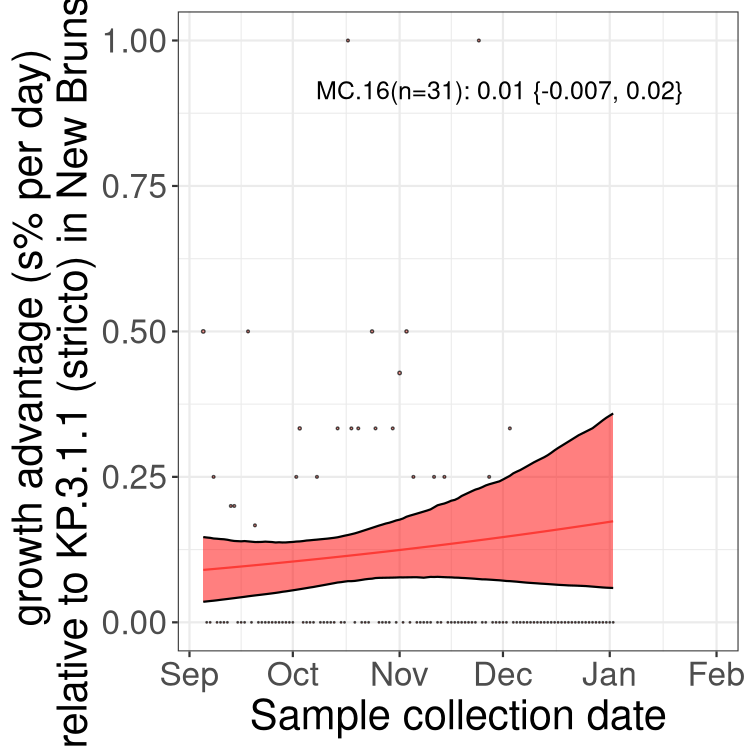 growth advantage (s% per day)
relative to KP.3.1.1 (stricto) in New Bruns
1.00
0.75
0.50
0.25
0.00
MC.16(n=31): 0.01 {-0.007, 0.02}
Sep Oct Nov Dec Jan Feb
Sample collection date